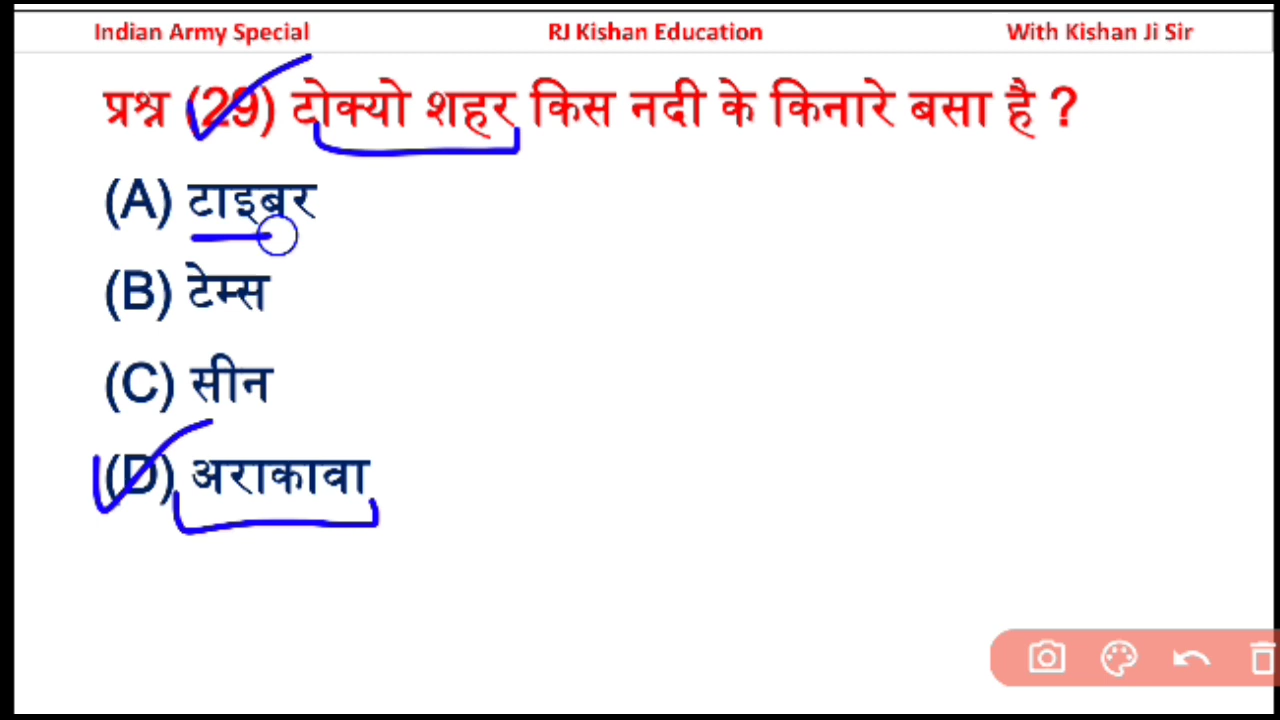 Indian Army Special RJ Kishan Education With Kishan Ji Sir
प्रश्न (29) टोक्यो शहर किस नदी के किनारे बसा है ?
(A) टाइबर
(B) टेम्स
(C) सीन
(D) अराकावा